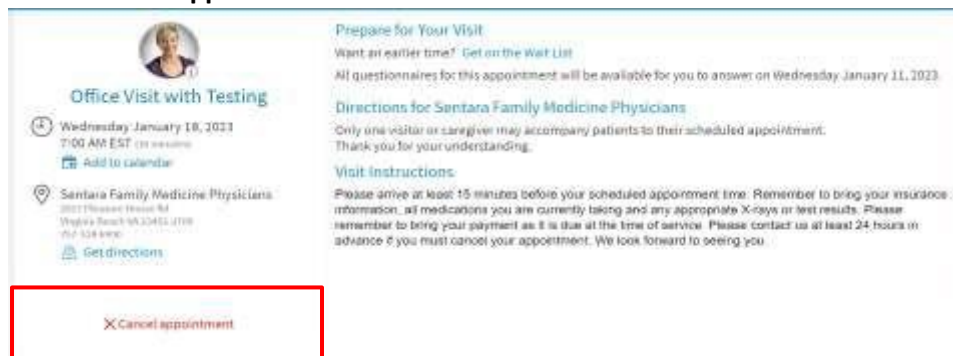 Office Visit with Testing
Wednesday January 18, 2023
7:00 AM EST
Add to calendar
Sentara Family Medicine Physicians
Get directions
X Cancel appointment
Prepare for Your Visit
Want an earlier time? Get on the Wait List
All questionnaires for this appointment will be available for you to answer on Wednesday January 11, 2023.
Directions for Sentara Family Medicine Physicians
Only one visitor or caregiver may accompany patients to their scheduled appointment.
Thank you for your understanding.
Visit Instructions
Please arrive at least 15 minutes before your scheduled appointment time. Remember to bring your insurance
information, all medications you are currently taking and any appropriate X-rays or test results. Please
remember to bring your payment as it is due at the time of service. Please contact us at least 24 hours in
advance if you must cancel your appointment. We look forward to seeing you.